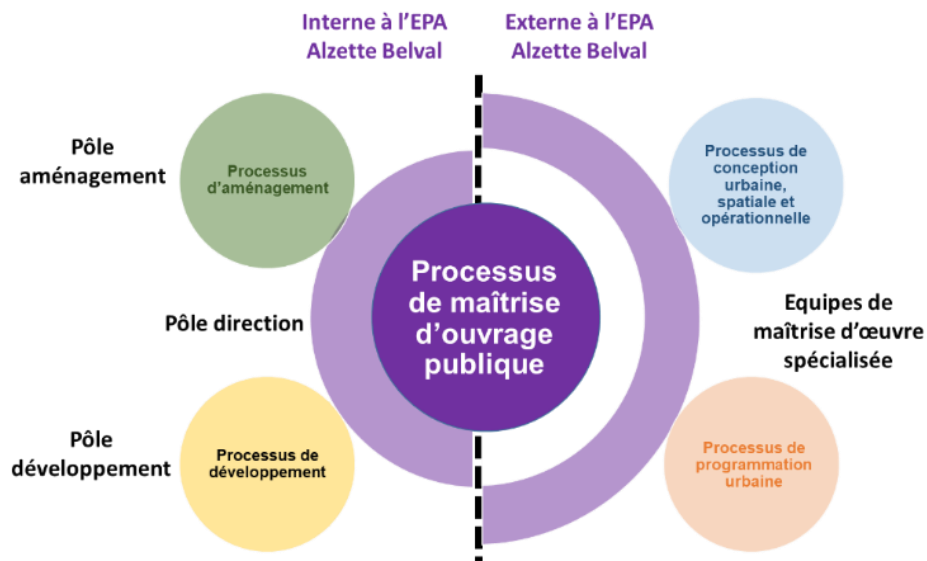 Interne à l'EPA
Alzette Belval
Externe à l'EPA
Alzette Belval
Pôle
aménagement
Processus
d'aménagement
Processus de
conception
urbaine,
spatiale et
opérationnelle
Pôle direction
Processus
de maîtrise
d'ouvrage
publique
Equipes de
maîtrise d'œuvre
spécialisée
Pôle
développement
Processus de
développement
Processus de
programmation
urbaine